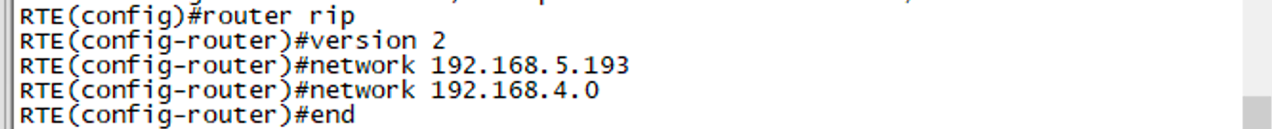 RTE(config)#router rip
RTE(config-router)#version 2
RTE(config-router)#network 192.168.5.193
RTE(config-router)#network 192.168.4.0
RTE(config-router)#end